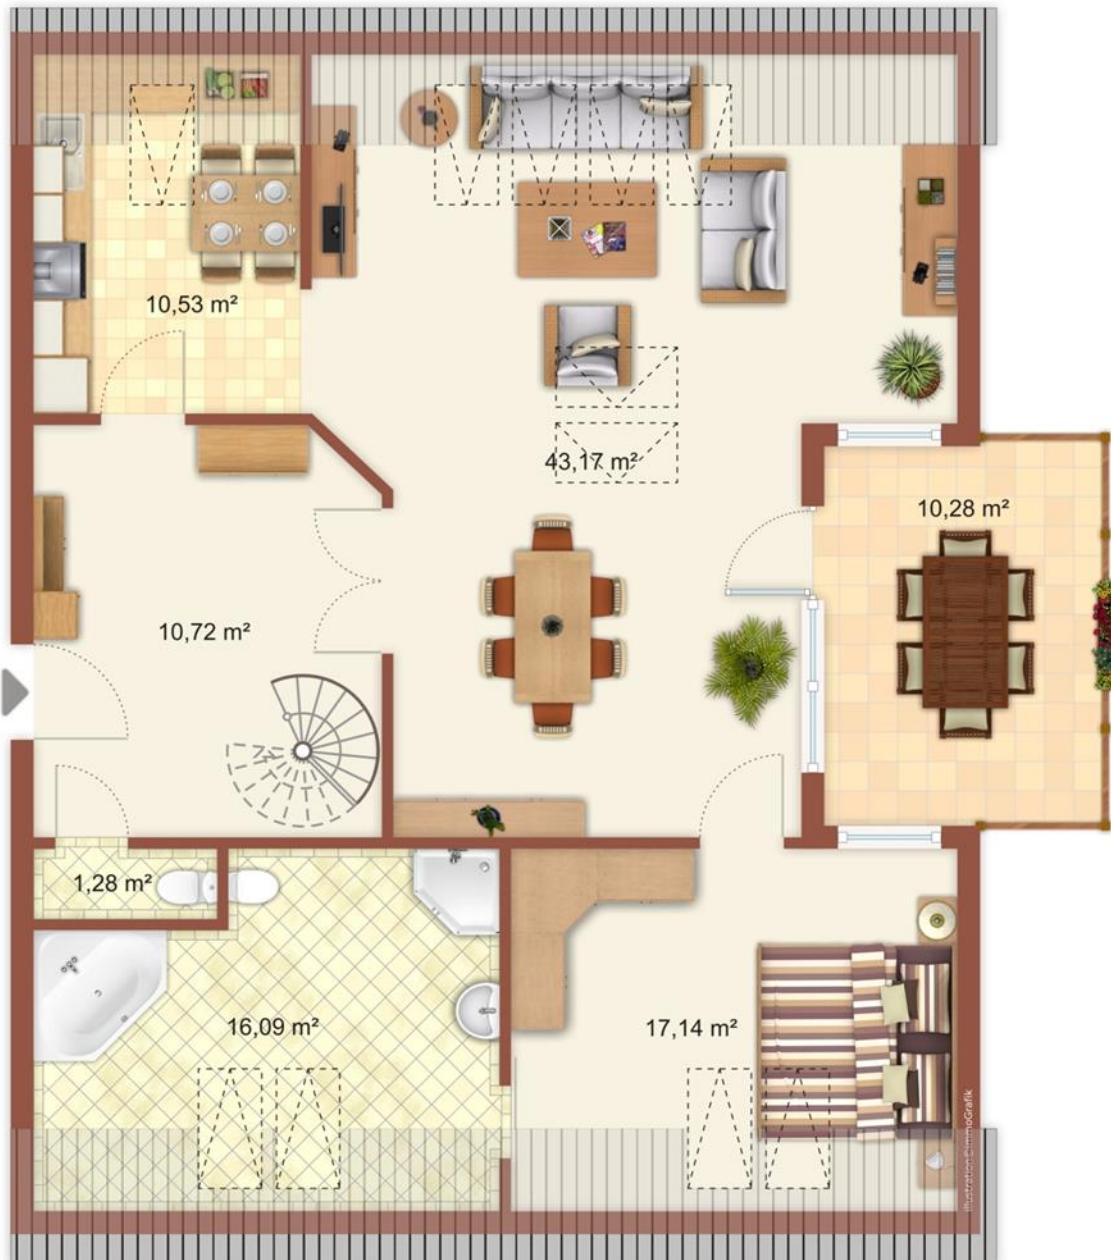 10,53 m²
43,17 m²
10,28 m²
10,72 m²
1,28 m²
16,09 m²
17,14 m²
Illustration©ImmoGrafik